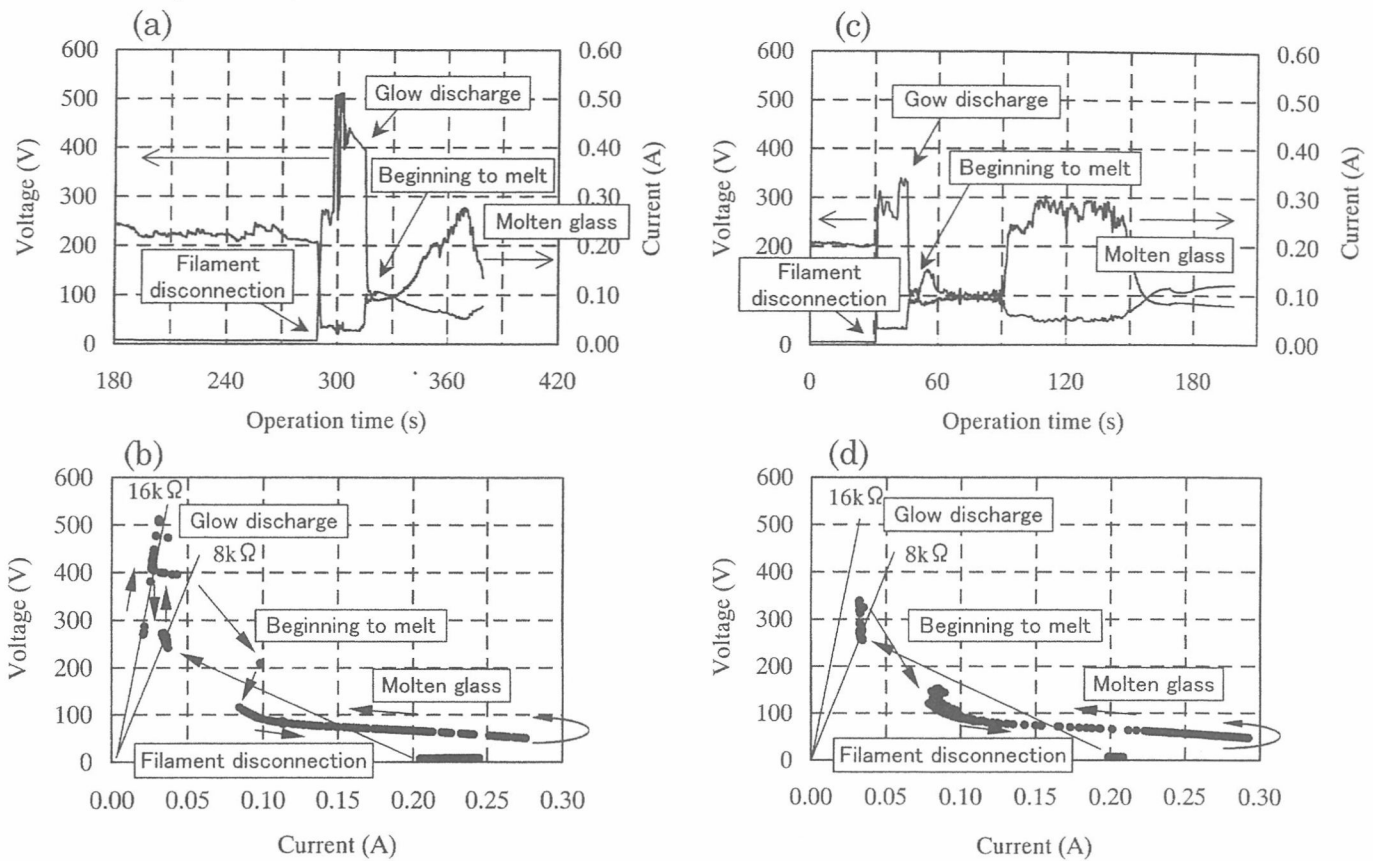 (a)
600
500
400
300
200
100
0
Voltage (V)
0.60
0.50
0.40
0.30
0.20
0.10
0.00
Current (A)
Glow discharge
Beginning to melt
Molten glass
Filament
disconnection
180 240 300 360 420
Operation time (s)
(c)
600
500
400
300
200
100
0
Voltage (V)
0.60
0.50
0.40
0.30
0.20
0.10
0.00
Current (A)
Gow discharge
Beginning to melt
Molten glass
Filament
disconnection
0 60 120 180
Operation time (s)
(b)
600
500
400
300
200
100
0
Voltage (V)
16kΩ
Glow discharge
8kΩ
Beginning to melt
Molten glass
Filament disconnection
0.00 0.05 0.10 0.15 0.20 0.25 0.30
Current (A)
(d)
600
500
400
300
200
100
0
Voltage (V)
16kΩ
Glow discharge
8kΩ
Beginning to melt
Molten glass
Filament disconnection
0.00 0.05 0.10 0.15 0.20 0.25 0.30
Current (A)